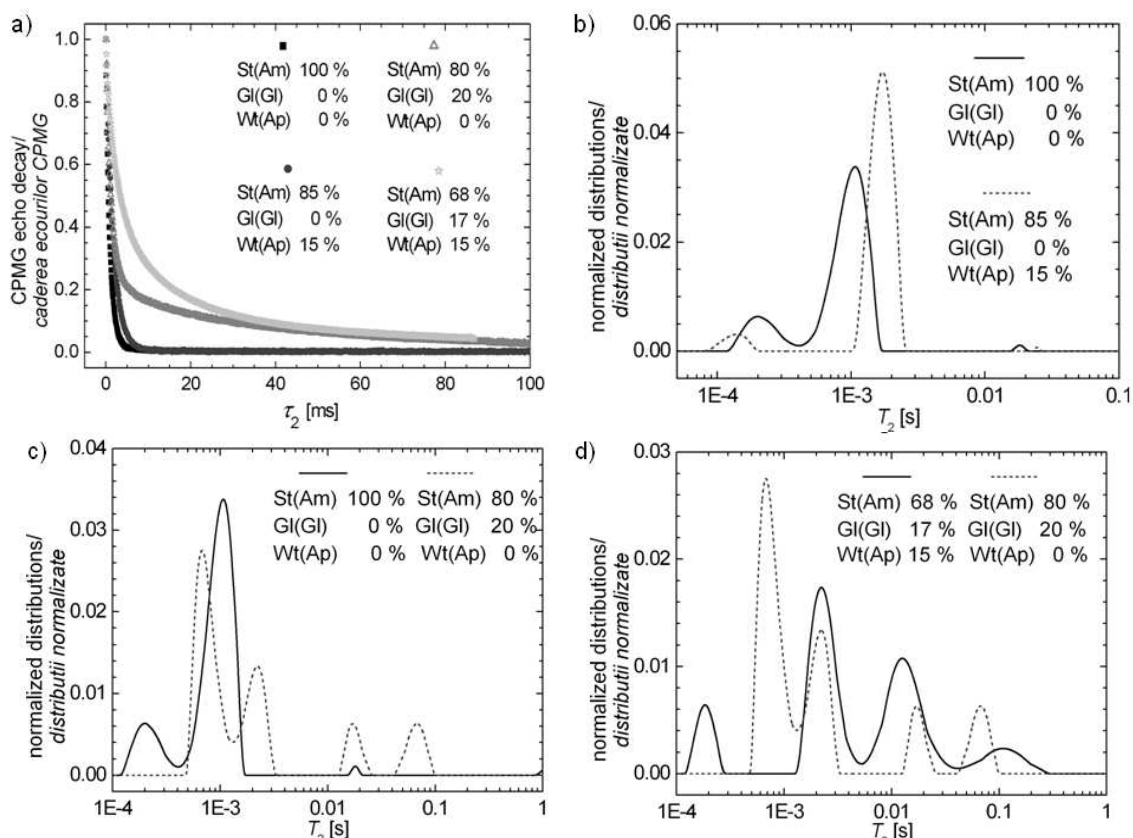 a)
CPMG echo decay/
caderea ecourilor CPMG
1.0
0.8
0.6
0.4
0.2
0.0
St(Am) 100 %
Gl(Gl) 0 %
Wt(Ap) 0 %
St(Am) 80 %
Gl(Gl) 20 %
Wt(Ap) 0 %
St(Am) 85 %
Gl(Gl) 0 %
Wt(Ap) 15 %
St(Am) 68 %
Gl(Gl) 17 %
Wt(Ap) 15 %
0 20 40 60 80 100
τ2 [ms]
b)
normalized distributions/
distributii normalizate
0.06
0.04
0.02
0.00
St(Am) 100 %
Gl(Gl) 0 %
Wt(Ap) 0 %
St(Am) 85 %
Gl(Gl) 0 %
Wt(Ap) 15 %
1E-4 1E-3 0.01 0.1
T2 [s]
c)
normalized distributions/
distributii normalizate
0.04
0.03
0.02
0.01
0.00
St(Am) 100 % St(Am) 80 %
Gl(Gl) 0 % Gl(Gl) 20 %
Wt(Ap) 0 % Wt(Ap) 0 %
1E-4 1E-3 0.01 0.1 1
T2 [s]
d)
normalized distributions/
distributii normalizate
0.03
0.02
0.01
0.00
St(Am) 68 % St(Am) 80 %
Gl(Gl) 17 % Gl(Gl) 20 %
Wt(Ap) 15 % Wt(Ap) 0 %
1E-4 1E-3 0.01 0.1 1
T2 [s]